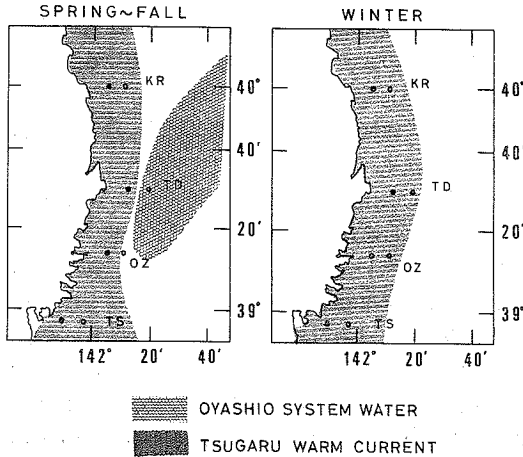 SPRING~FALL
WINTER
KR
TD
OZ
TS
40°
40'
20'
39°
142° 20' 40'
KR
TD
OZ
TS
40°
40'
20'
39°
142° 20' 40'
OYASHIO SYSTEM WATER
TSUGARU WARM CURRENT